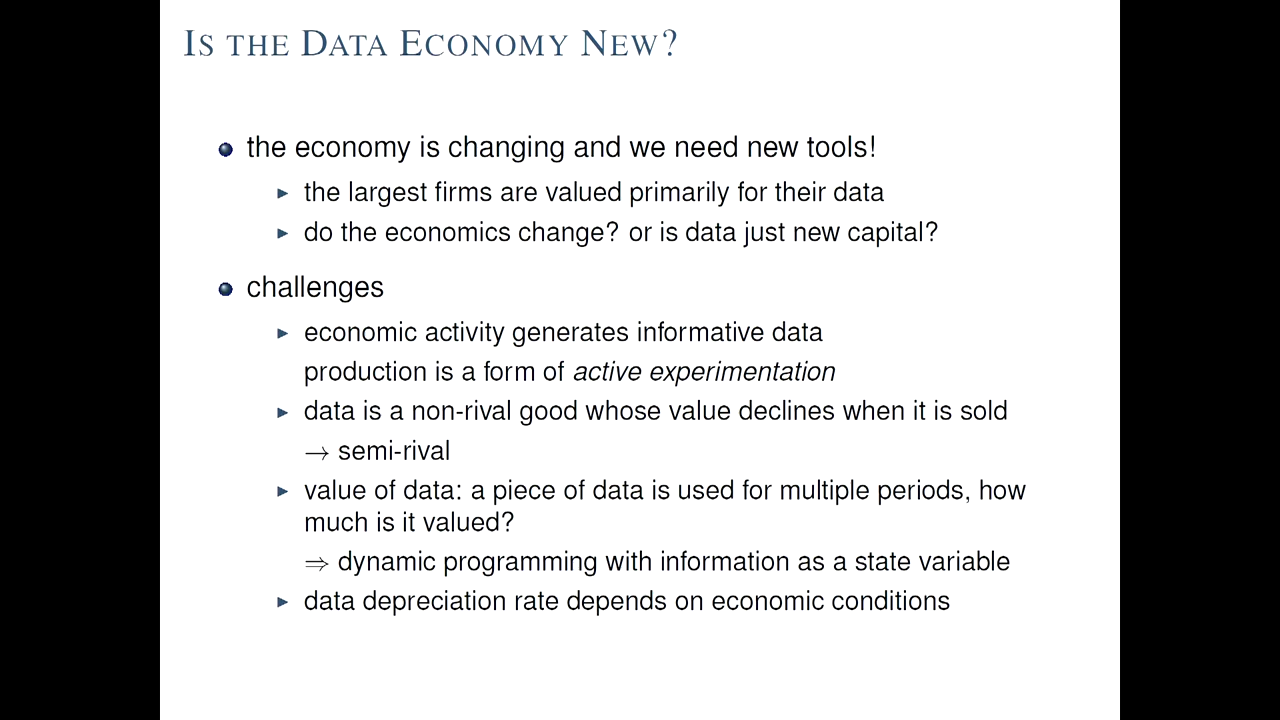 IS THE DATA ECONOMY NEW?
the economy is changing and we need new tools!
the largest firms are valued primarily for their data
do the economics change? or is data just new capital?
challenges
economic activity generates informative data
production is a form of active experimentation
data is a non-rival good whose value declines when it is sold
→ semi-rival
value of data: a piece of data is used for multiple periods, how
much is it valued?
⇒ dynamic programming with information as a state variable
data depreciation rate depends on economic conditions